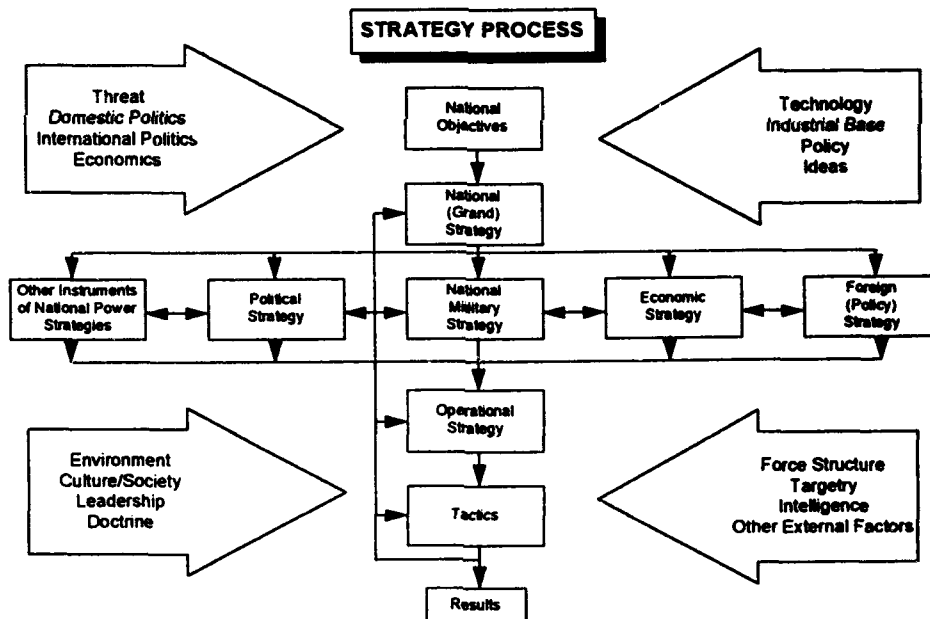 STRATEGY PROCESS
Threat
Domestic Politics
International Politics
Economics
National
Objectives
Technology
Industrial Base
Policy
Ideas
National
(Grand)
Strategy
Other Instruments
of National Power
Strategies
Political
Strategy
National
Military
Strategy
Economic
Strategy
Foreign
(Policy)
Strategy
Operational
Strategy
Environment
Culture/Society
Leadership
Doctrine
Tactics
Force Structure
Targetry
Intelligence
Other External Factors
Results